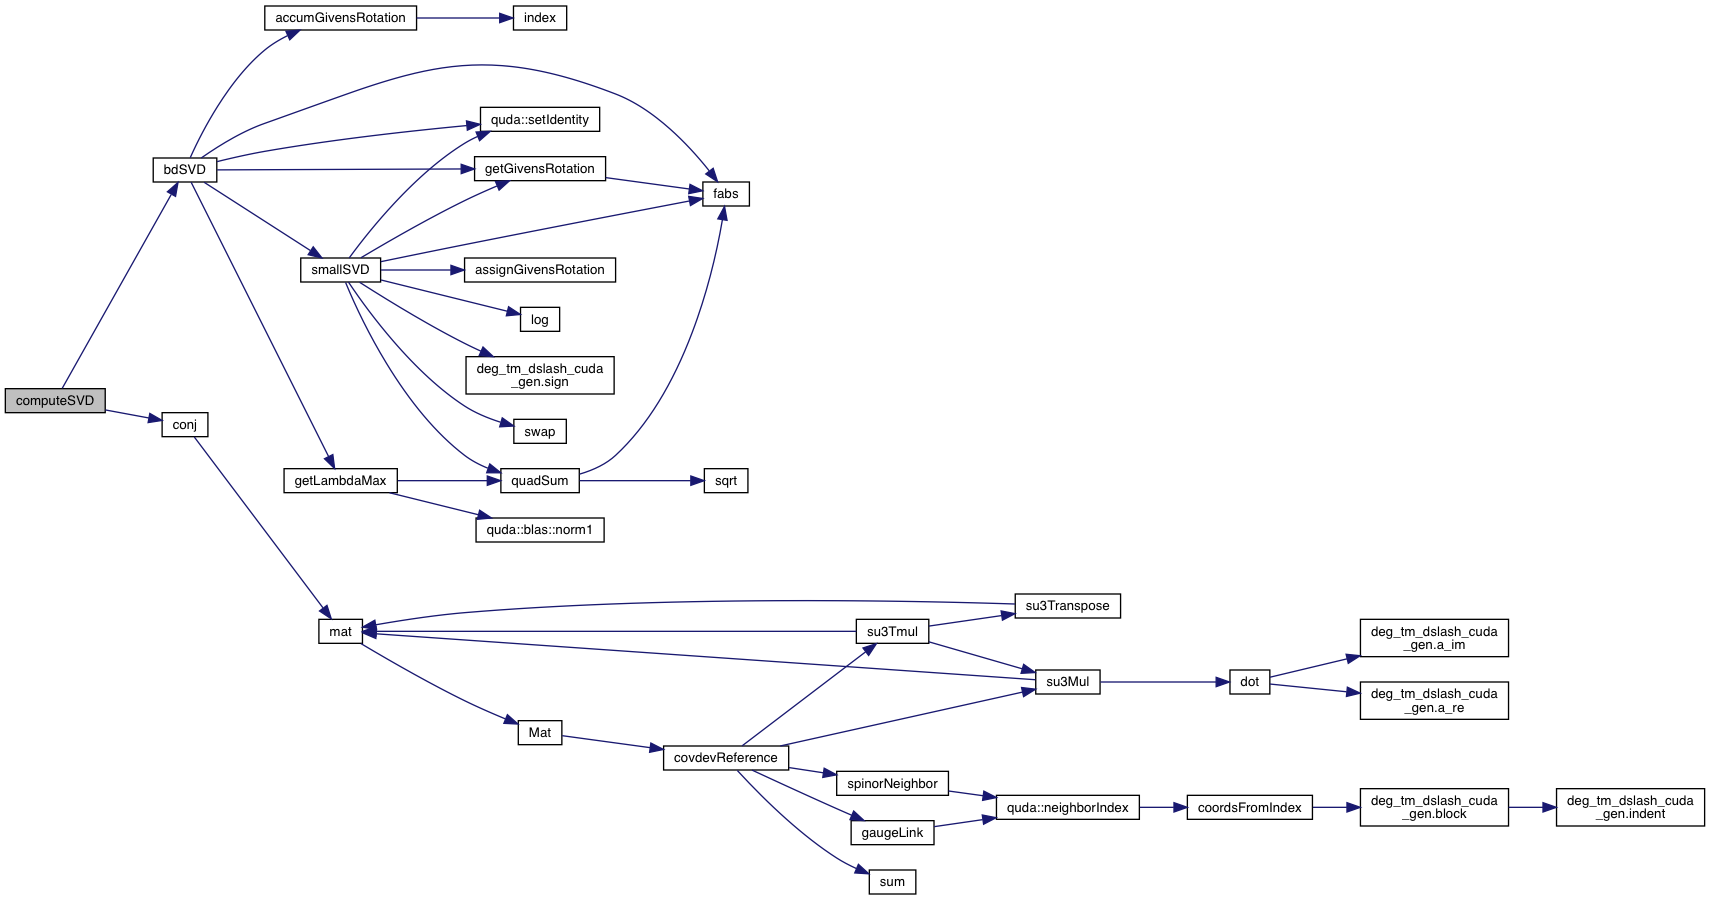 accumGivensRotation
index
quda::setIdentity
bdSVD
getGivensRotation
fabs
smallSVD
assignGivensRotation
log
deg_tm_dslash_cuda
_gen.sign
computeSVD
conj
swap
getLambdaMax
quadSum
sqrt
quda::blas::norm1
su3Transpose
mat
su3Tmul
deg_tm_dslash_cuda
_gen.a_im
su3Mul
dot
deg_tm_dslash_cuda
_gen.a_re
Mat
covdevReference
spinorNeighbor
quda::neighborIndex
coordsFromIndex
deg_tm_dslash_cuda
_gen.block
deg_tm_dslash_cuda
_gen.indent
gaugeLink
sum